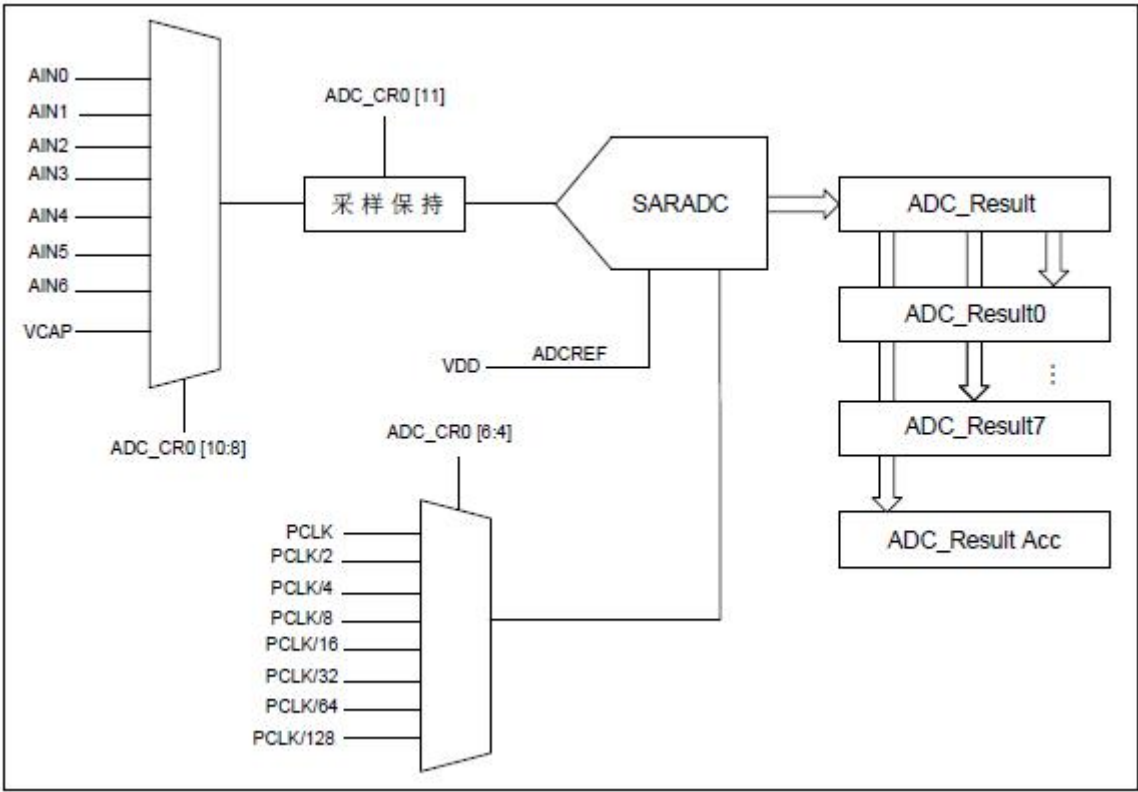 AIN0
AIN1
AIN2
AIN3
AIN4
AIN5
AIN6
VCAP
ADC_CR0 [10:8]
ADC_CR0 [11]
采样保持
SARADC
VDD
ADCREF
ADC_CR0 [6:4]
PCLK
PCLK/2
PCLK/4
PCLK/8
PCLK/16
PCLK/32
PCLK/64
PCLK/128
ADC_Result
ADC_Result0
⋮
ADC_Result7
ADC_Result Acc